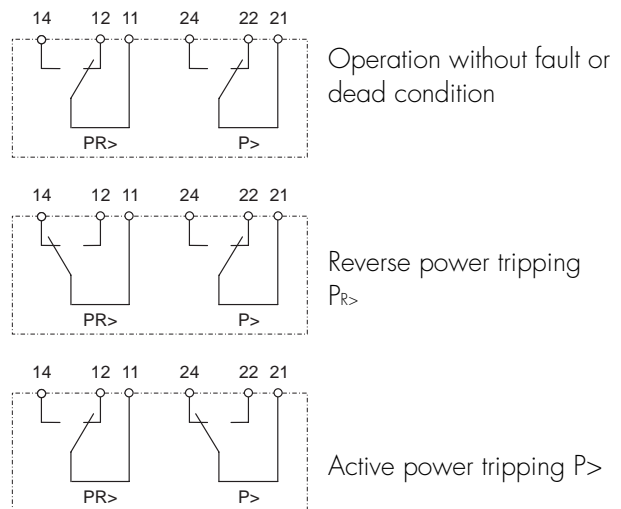 14 12 11 24 22 21
Operation without fault or
dead condition
PR> P>
14 12 11 24 22 21
Reverse power tripping
PR>
PR> P>
14 12 11 24 22 21
Active power tripping P>
PR> P>